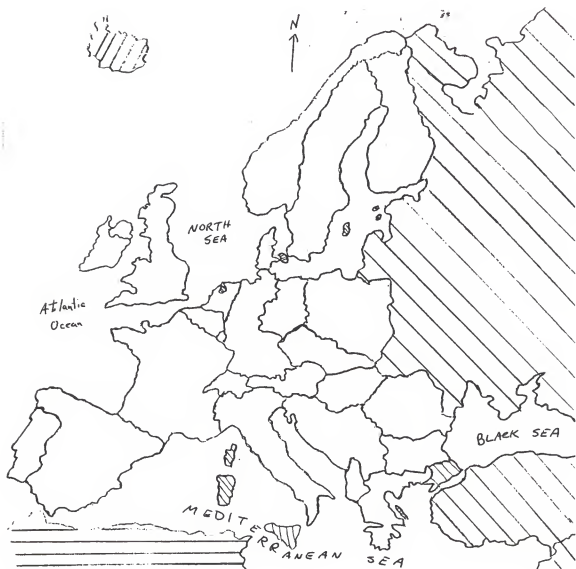 N
NORTH
SEA
Atlantic
Ocean
BLACK SEA
MEDITERRANEAN SEA